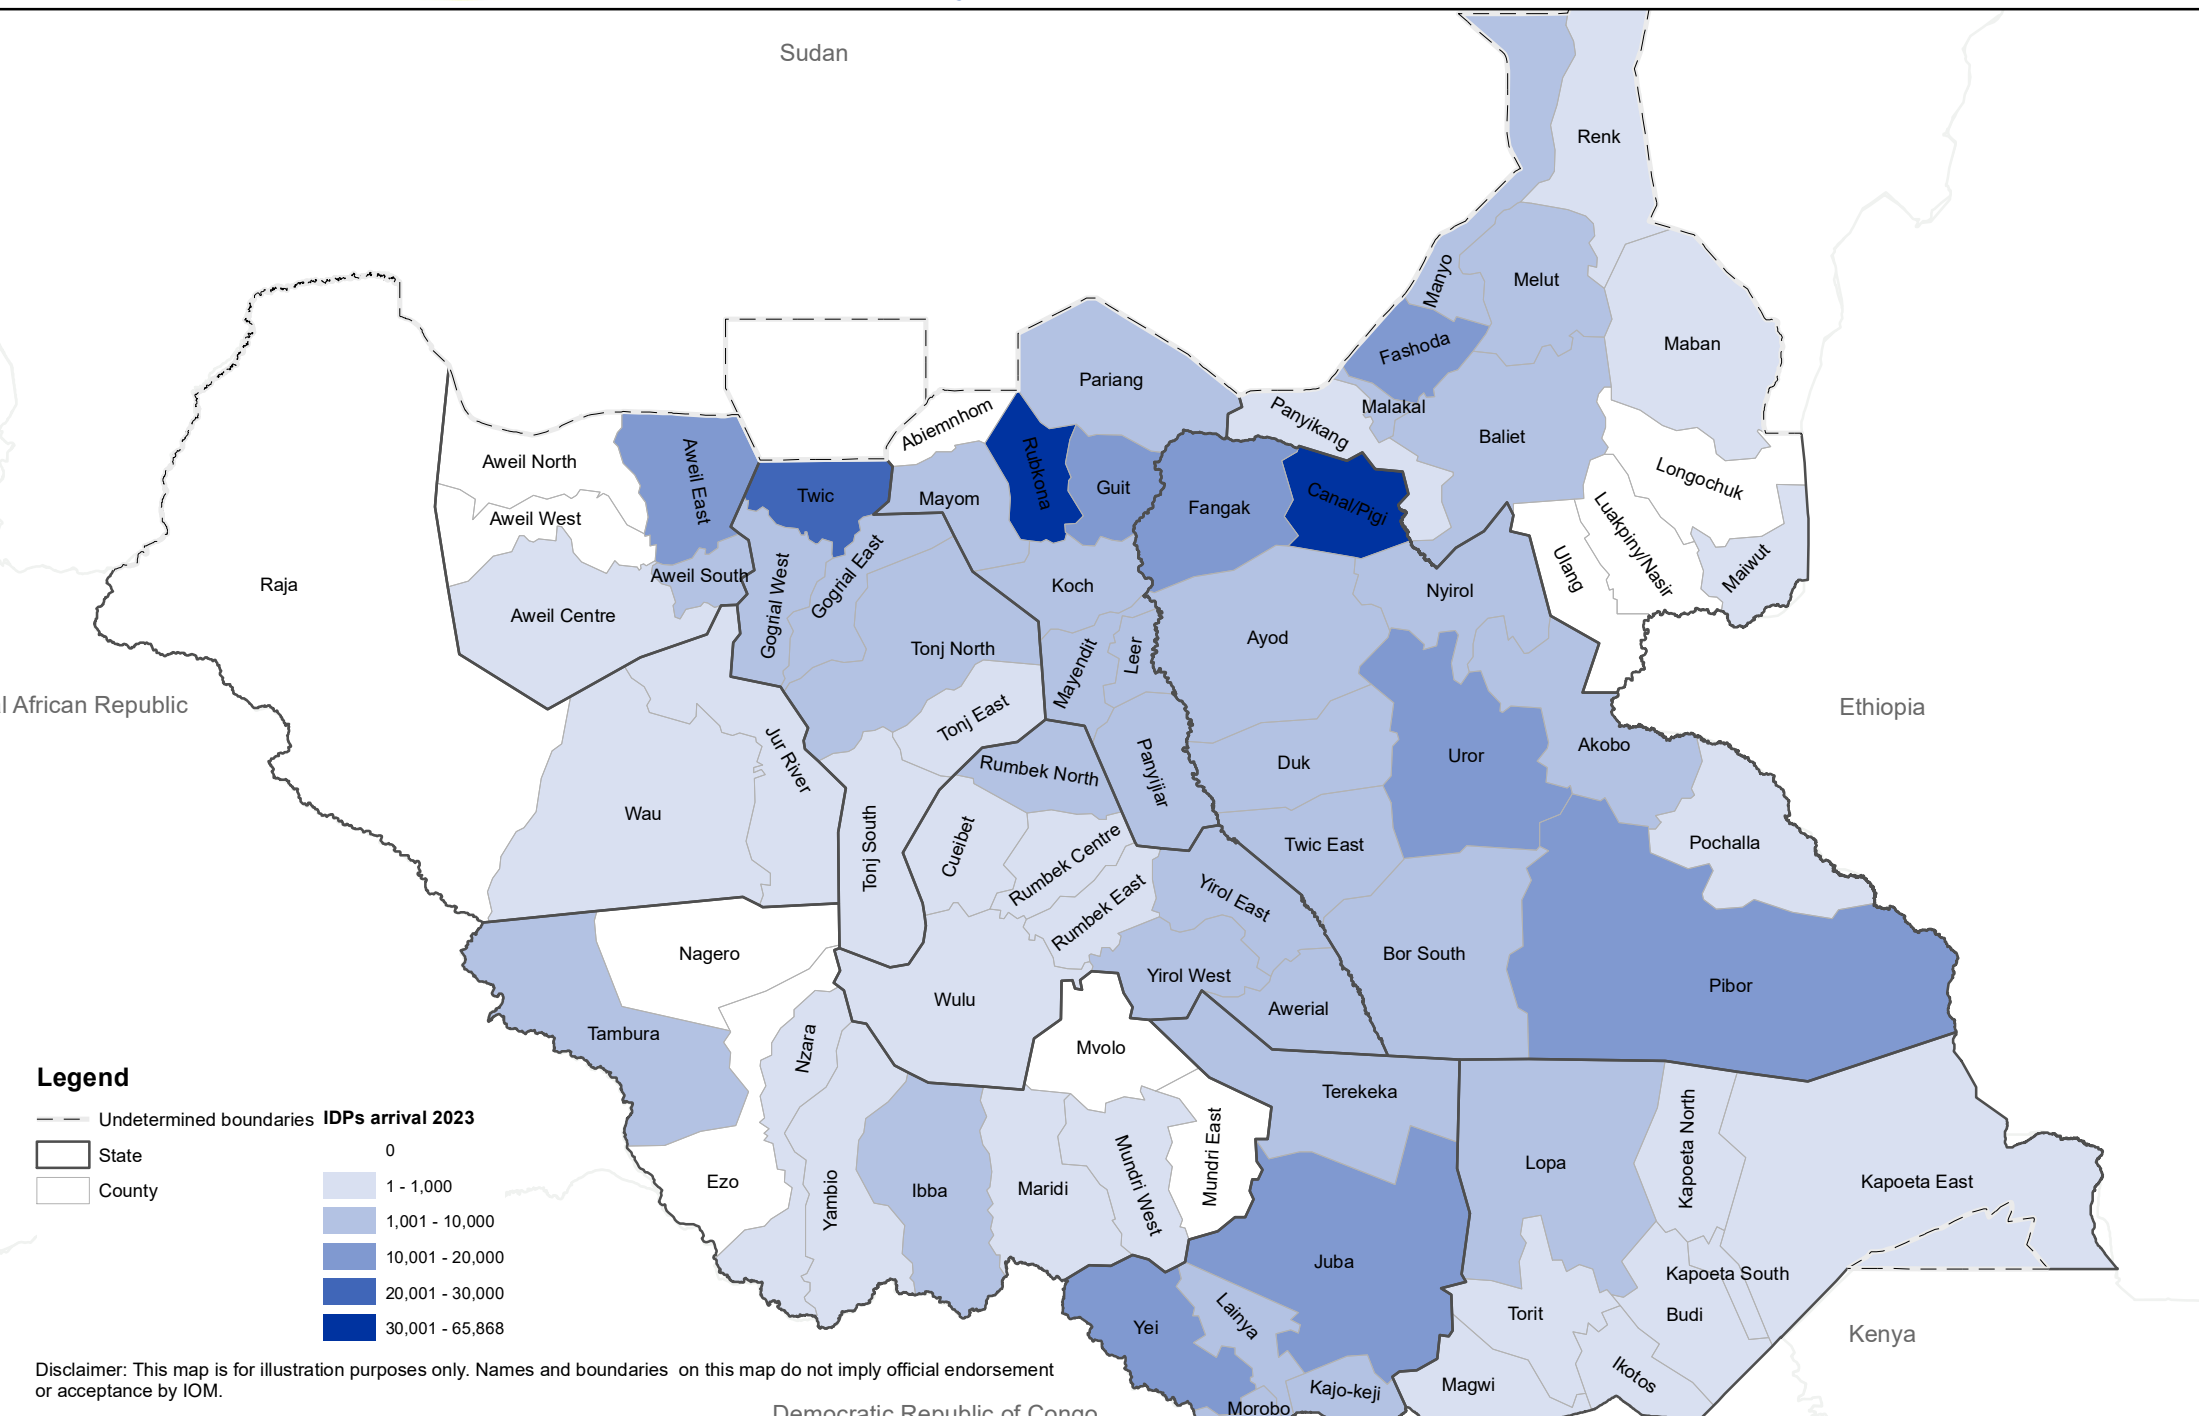 Sudan
Renk
Manyo
Melut
Fashoda
Maban
Pariang
Malakal
Panyikang
Baliet
Abiemnhom
Aweil North
Aweil East
Twic
Mayom
Rubkona
Guit
Fangak
Canal/Pigi
Longochuk
Luakpiny/Nasir
Ulang
Maiwut
Aweil West
Aweil South
Aweil Centre
Raja
Gogrial West
Gogrial East
Koch
Nyirol
Tonj North
Mayendit
Leer
Ayod
l African Republic
Ethiopia
Tonj East
Jur River
Rumbek North
Panyijiar
Duk
Uror
Akobo
Wau
Tonj South
Cueibet
Rumbek Centre
Rumbek East
Twic East
Pochalla
Yirol East
Nagero
Wulu
Yirol West
Awerial
Bor South
Pibor
Tambura
Nzara
Mvolo
Terekeka
Ezo
Yambio
Ibba
Maridi
Mundri West
Mundri East
Lopa
Kapoeta North
Kapoeta East
Juba
Kapoeta South
Budi
Torit
Yei
Lainya
Kenya
Magwi
Ikotos
Kajo-keji
Morobo
Democratic Republic of Congo
Legend
Undetermined boundaries
State
County
IDPs arrival 2023
0
1 - 1,000
1,001 - 10,000
10,001 - 20,000
20,001 - 30,000
30,001 - 65,868
Disclaimer: This map is for illustration purposes only. Names and boundaries on this map do not imply official endorsement
or acceptance by IOM.